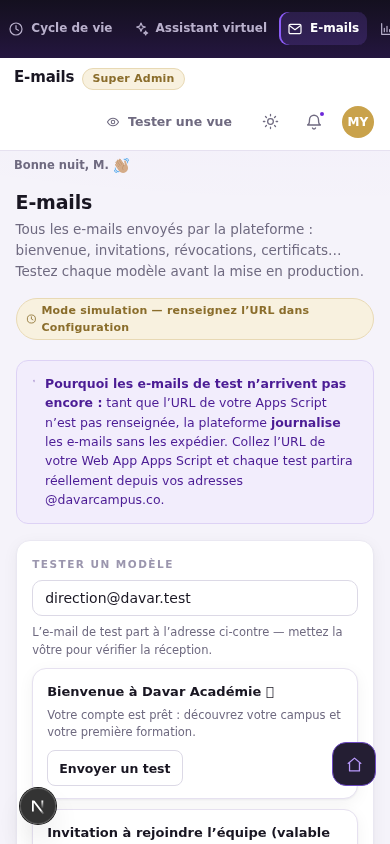 Cycle de vie
Assistant virtuel
E-mails
E-mails
Super Admin
Tester une vue
MY
Bonne nuit, M. 👋🏽
E-mails
Tous les e-mails envoyés par la plateforme :
bienvenue, invitations, révocations, certificats…
Testez chaque modèle avant la mise en production.
Mode simulation — renseignez l’URL dans
Configuration
Pourquoi les e-mails de test n’arrivent pas
encore : tant que l’URL de votre Apps Script
n’est pas renseignée, la plateforme journalise
les e-mails sans les expédier. Collez l’URL de
votre Web App Apps Script et chaque test partira
réellement depuis vos adresses
@davarcampus.co.
TESTER UN MODÈLE
direction@davar.test
L’e-mail de test part à l’adresse ci-contre — mettez la
vôtre pour vérifier la réception.
Bienvenue à Davar Académie
Votre compte est prêt : découvrez votre campus et
votre première formation.
Envoyer un test
N
Invitation à rejoindre l’équipe (valable